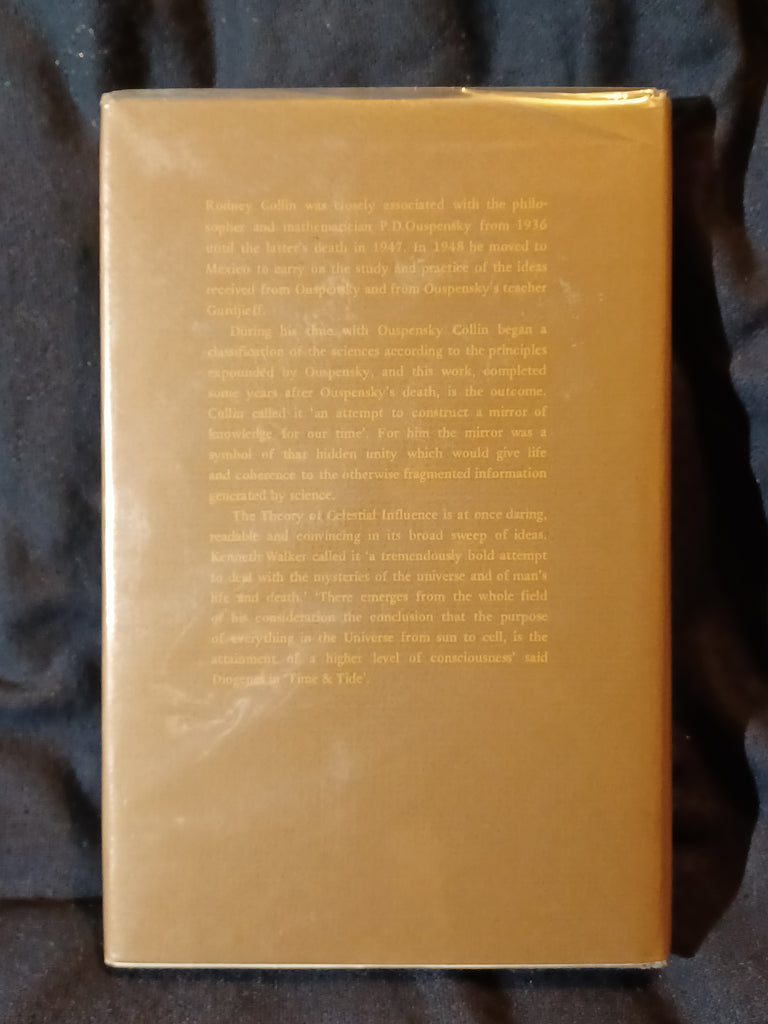 Rodney Collin was closely associated with the philo-
sopher and mathematician P.D.Ouspensky from 1936
until the latter's death in 1947. In 1948 he moved to
Mexico to carry on the study and practice of the ideas
received from Ouspensky and from Ouspensky's teacher
Gurdjieff.
During his time with Ouspensky Collin began a
classification of the sciences according to the principles
expounded by Ouspensky, and this work, completed
some years after Ouspensky's death, is the outcome.
Collin called it 'an attempt to construct a mirror of
knowledge for our time'. For him the mirror was a
symbol of that hidden unity which would give life
and coherence to the otherwise fragmented information
generated by science.
The Theory of Celestial Influence is at once daring,
readable and convincing in its broad sweep of ideas.
Kenneth Walker called it 'a tremendously bold attempt
to deal with the mysteries of the universe and of man's
life and death.' 'There emerges from the whole field
of his consideration the conclusion that the purpose
of everything in the Universe from sun to cell, is the
attainment of a higher level of consciousness' said
Diogenes in 'Time & Tide'.